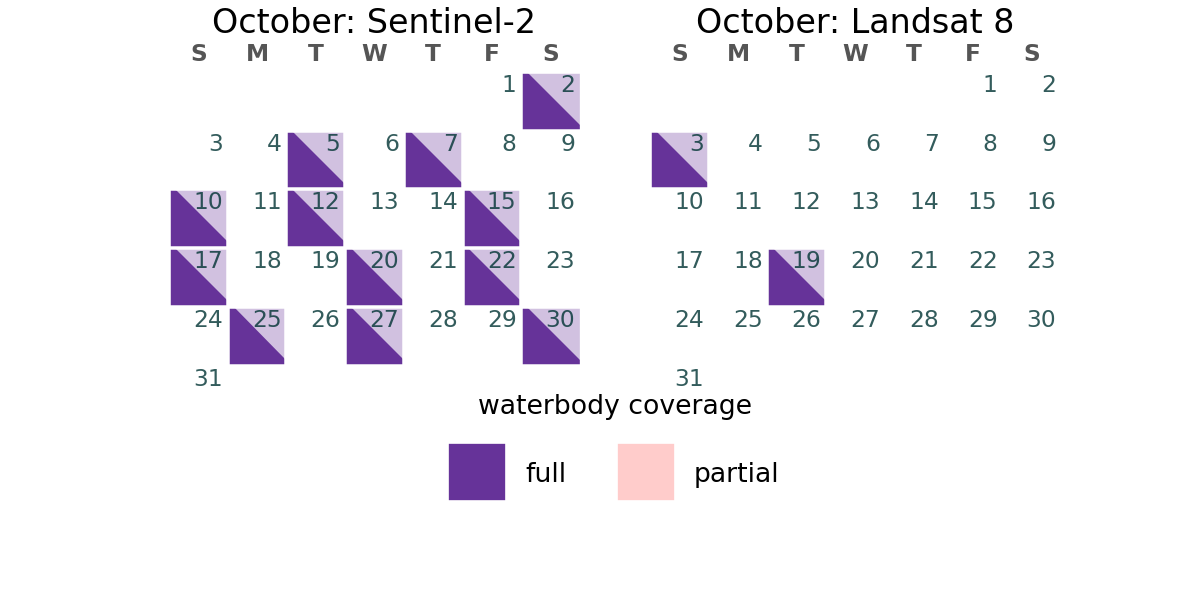 October: Sentinel-2
S M T W T F S
1 2
3 4 5 6 7 8 9
10 11 12 13 14 15 16
17 18 19 20 21 22 23
24 25 26 27 28 29 30
31
October: Landsat 8
S M T W T F S
1 2
3 4 5 6 7 8 9
10 11 12 13 14 15 16
17 18 19 20 21 22 23
24 25 26 27 28 29 30
31
waterbody coverage
full
partial